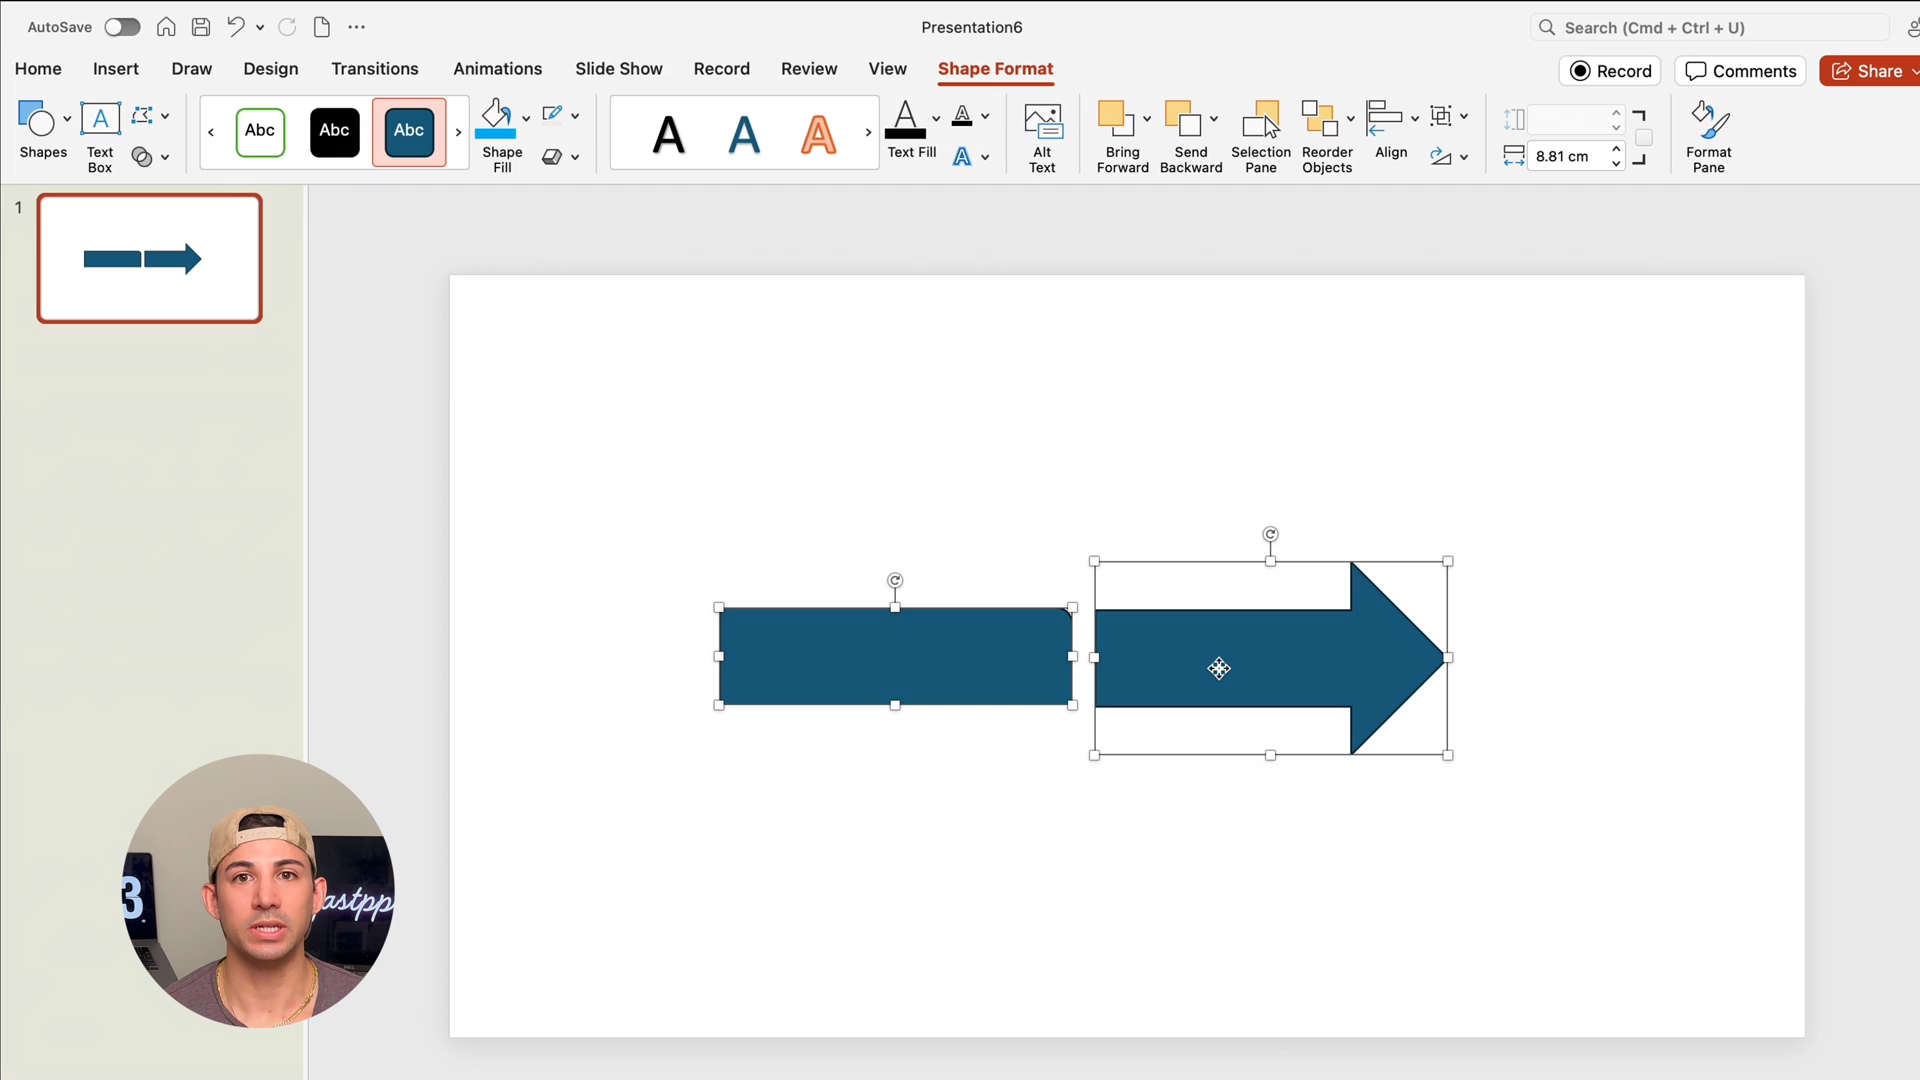 AutoSave
Presentation6
Search (Cmd + Ctrl + U)
Home Insert Draw Design Transitions Animations Slide Show Record Review View Shape Format
Record Comments Share
Shapes
Text
Box
Abc Abc Abc
Shape
Fill
A A A
Text Fill
Alt
Text
Bring
Forward
Send
Backward
Selection
Pane
Reorder
Objects
Align
8.81 cm
Format
Pane
1
3
astpp